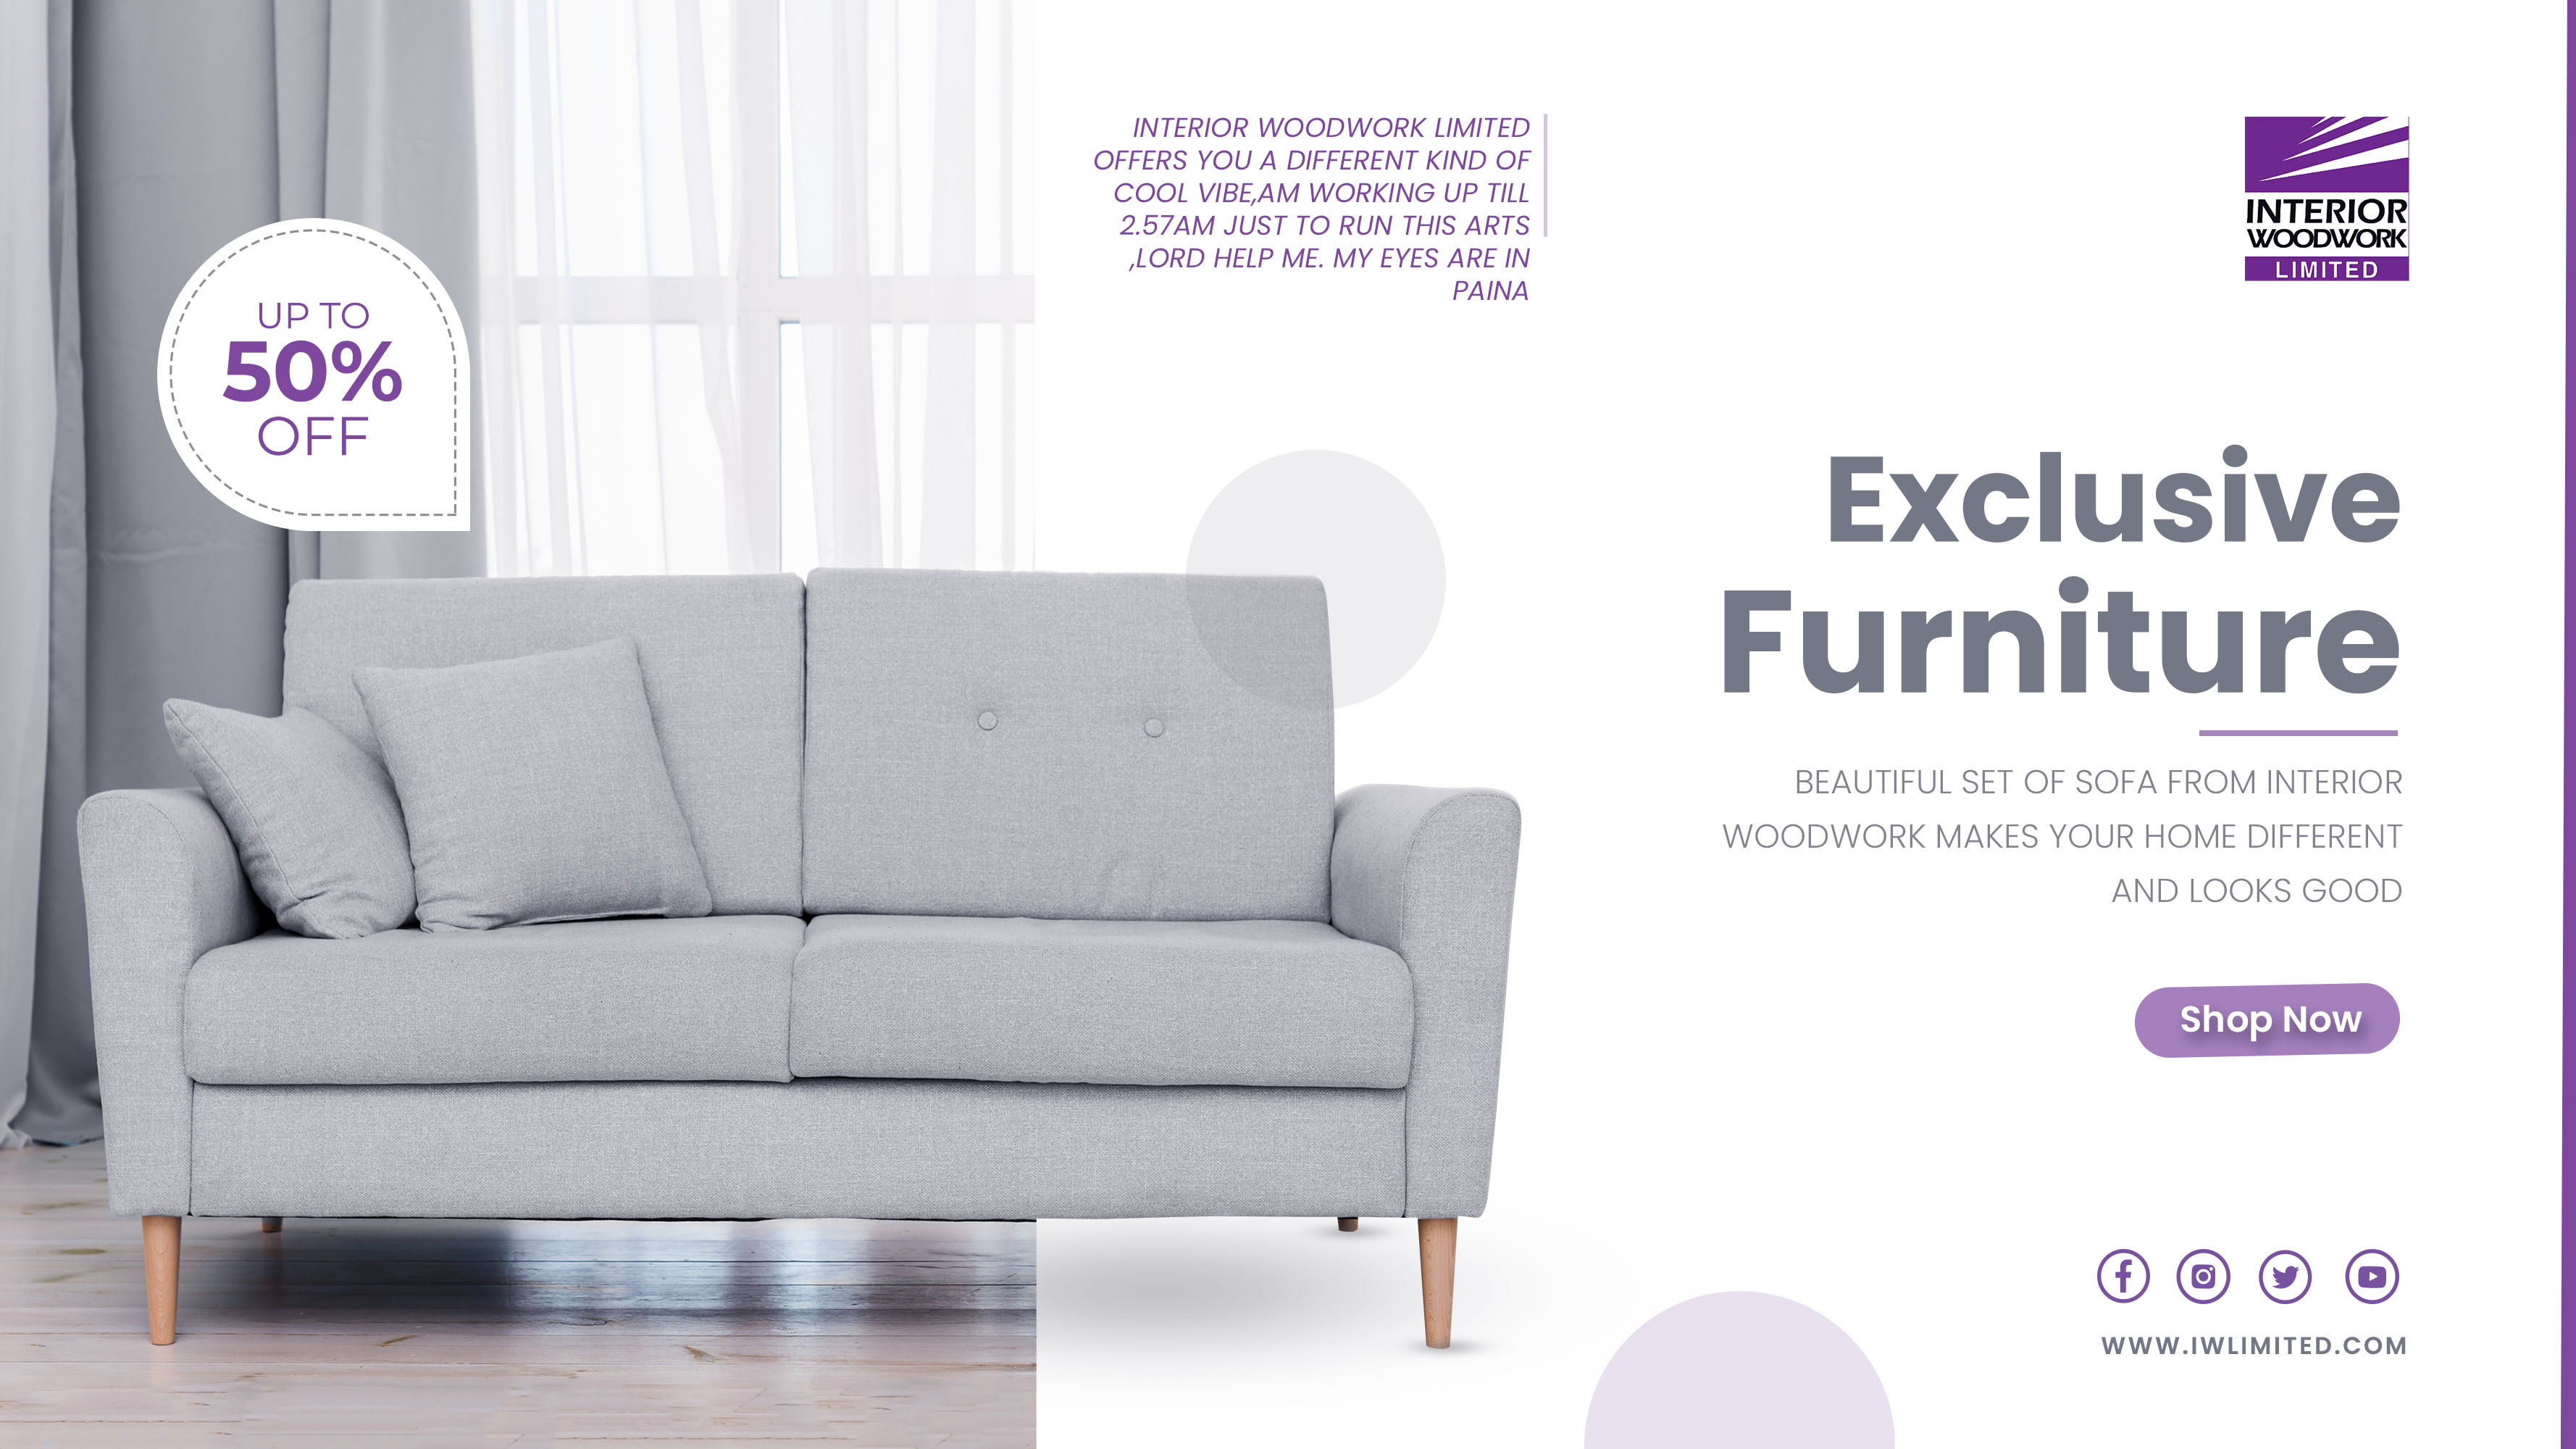 INTERIOR WOODWORK LIMITED
OFFERS YOU A DIFFERENT KIND OF
COOL VIBE,AM WORKING UP TILL
2.57AM JUST TO RUN THIS ARTS
,LORD HELP ME. MY EYES ARE IN
PAINA
INTERIOR
WOODWORK
LIMITED
UP TO
50%
OFF
Exclusive
Furniture
BEAUTIFUL SET OF SOFA FROM INTERIOR
WOODWORK MAKES YOUR HOME DIFFERENT
AND LOOKS GOOD
Shop Now
WWW.IWLIMITED.COM